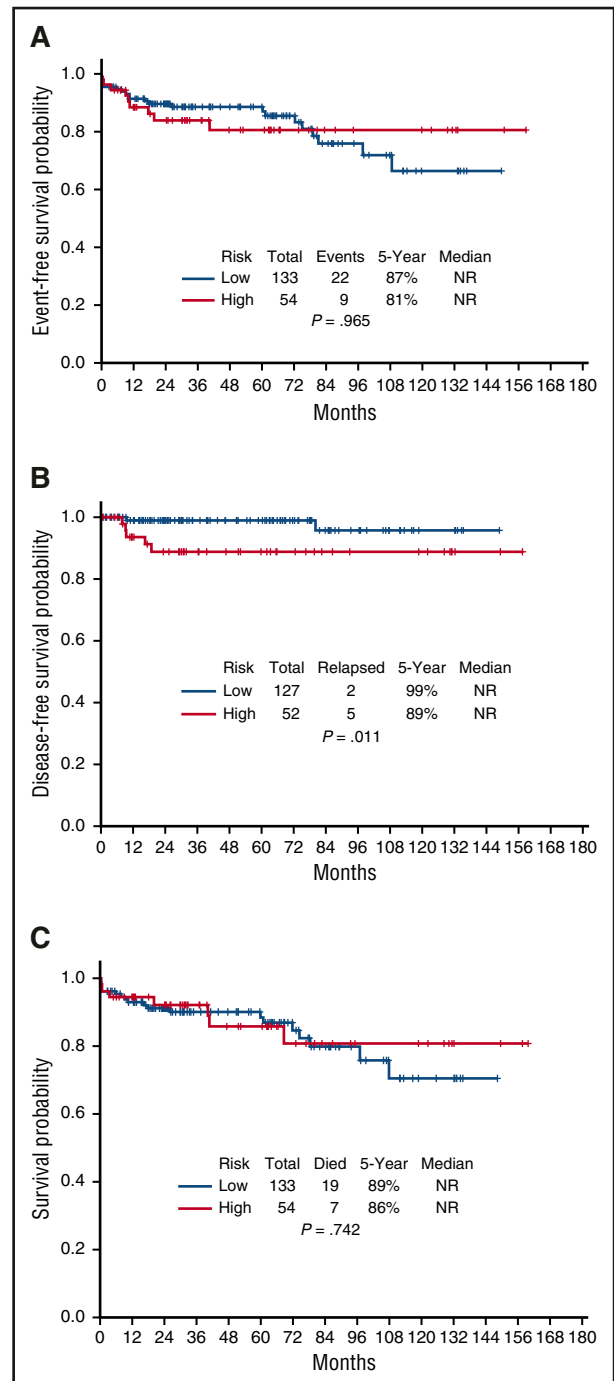 A
Event-free survival probability
1.0
0.8
0.6
0.4
0.2
0.0
Risk Total Events 5-Year Median
Low 133 22 87% NR
High 54 9 81% NR
P = .965
0 12 24 36 48 60 72 84 96 108 120 132 144 156 168 180
Months
B
Disease-free survival probability
1.0
0.8
0.6
0.4
0.2
0.0
Risk Total Relapsed 5-Year Median
Low 127 2 99% NR
High 52 5 89% NR
P = .011
0 12 24 36 48 60 72 84 96 108 120 132 144 156 168 180
Months
C
Survival probability
1.0
0.8
0.6
0.4
0.2
0.0
Risk Total Died 5-Year Median
Low 133 19 89% NR
High 54 7 86% NR
P = .742
0 12 24 36 48 60 72 84 96 108 120 132 144 156 168 180
Months